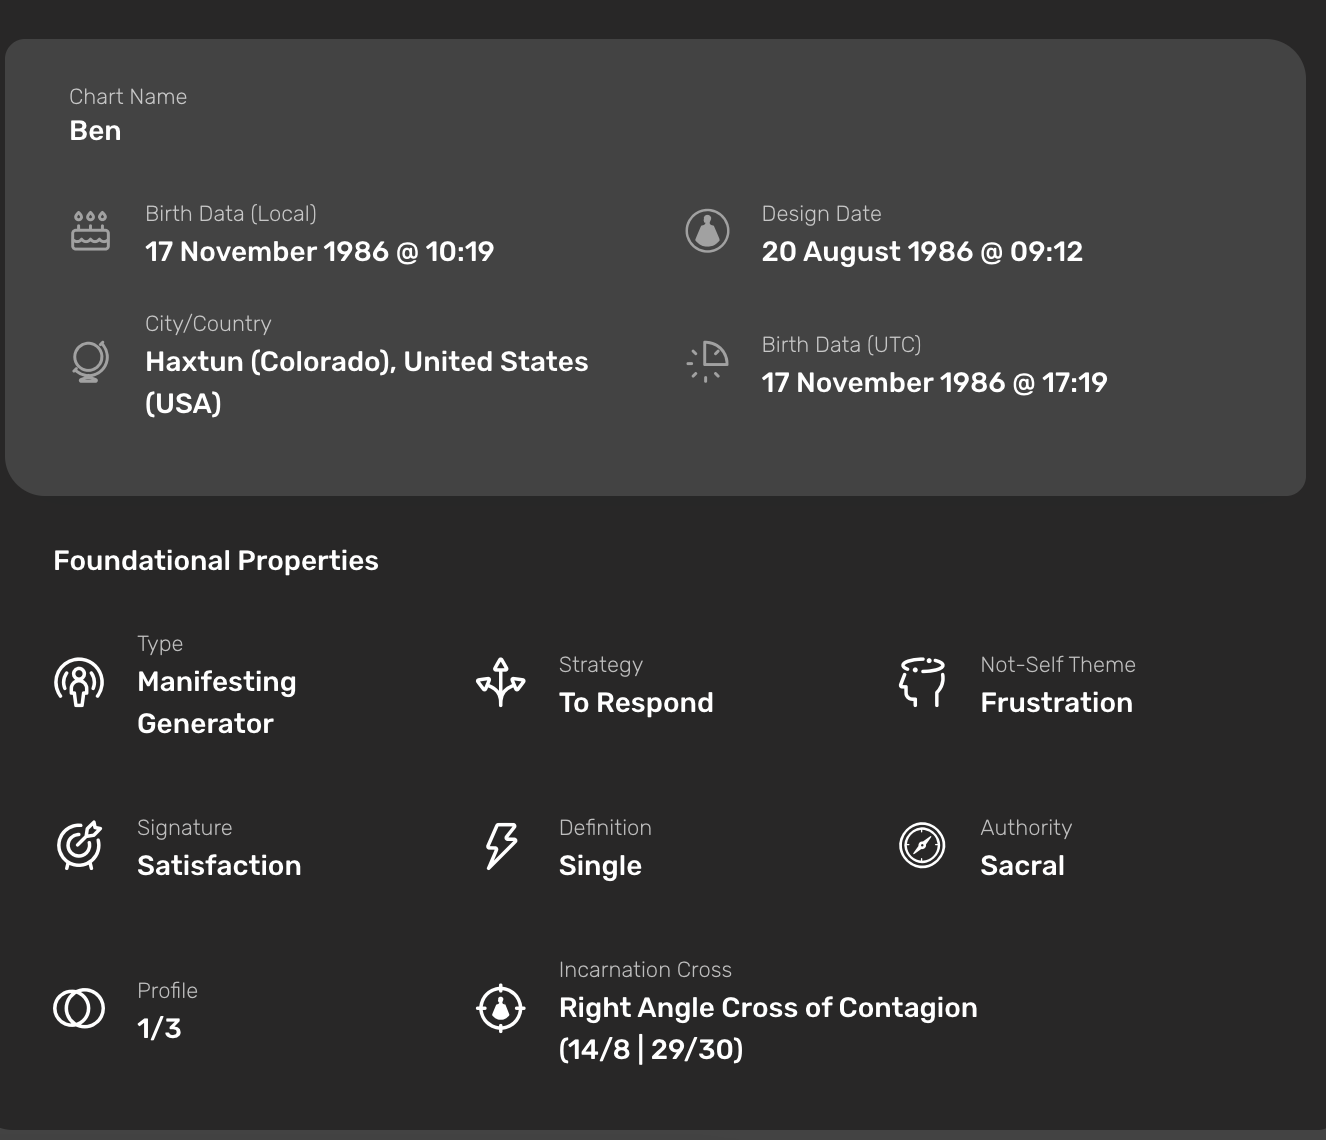 Chart Name
Ben
Birth Data (Local)
17 November 1986 @ 10:19
Design Date
20 August 1986 @ 09:12
City/Country
Haxtun (Colorado), United States
(USA)
Birth Data (UTC)
17 November 1986 @ 17:19
Foundational Properties
Type
Manifesting
Generator
Strategy
To Respond
Not-Self Theme
Frustration
Signature
Satisfaction
Definition
Single
Authority
Sacral
Profile
1/3
Incarnation Cross
Right Angle Cross of Contagion
(14/8 | 29/30)